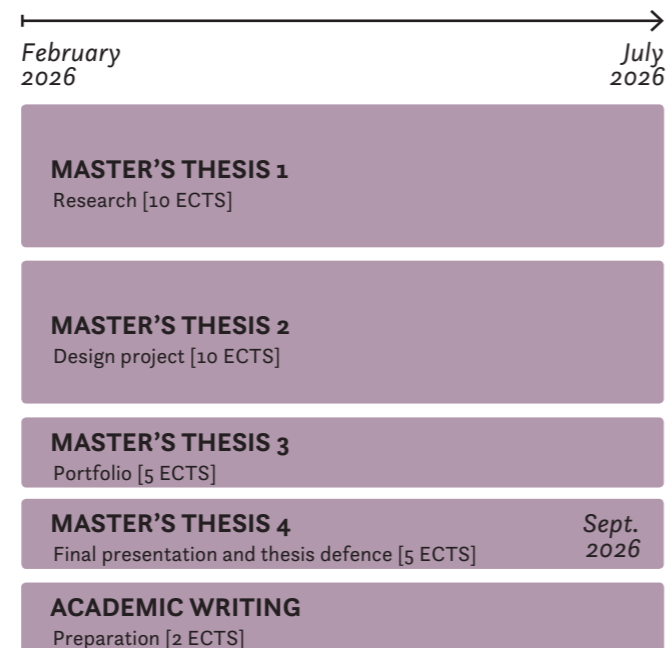 February
2026
July
2026
MASTER’S THESIS 1
Research [10 ECTS]
MASTER’S THESIS 2
Design project [10 ECTS]
MASTER’S THESIS 3
Portfolio [5 ECTS]
MASTER’S THESIS 4
Final presentation and thesis defence [5 ECTS]
Sept.
2026
ACADEMIC WRITING
Preparation [2 ECTS]